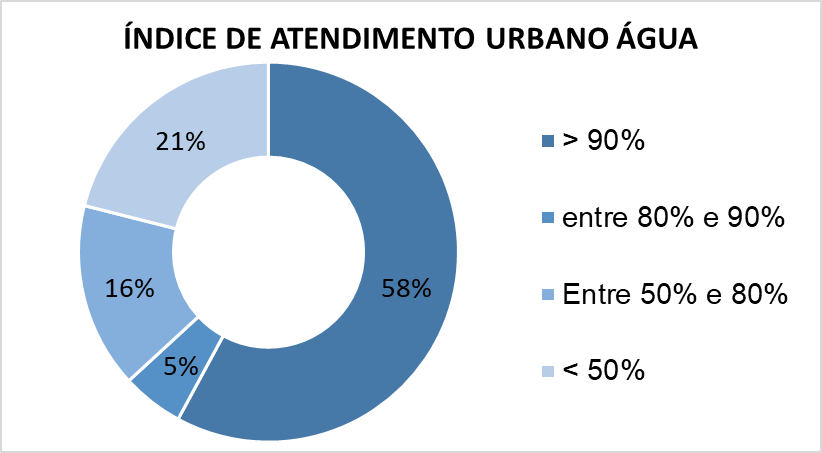 ÍNDICE DE ATENDIMENTO URBANO ÁGUA
21%
16%
5%
58%
> 90%
entre 80% e 90%
Entre 50% e 80%
< 50%